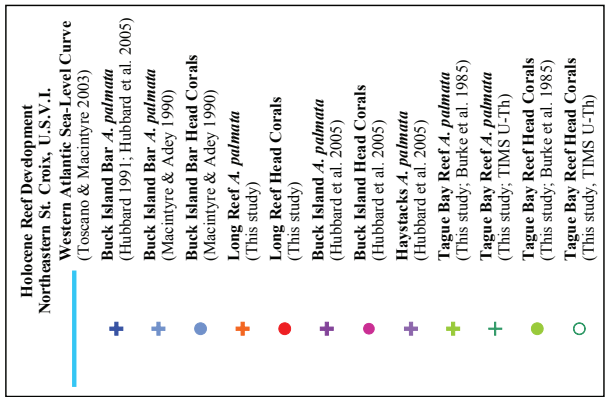 Holocene Reef Development
Northeastern St. Croix, U.S.V.I.
Western Atlantic Sea-Level Curve
(Toscano & Macintyre 2003)
Buck Island Bar A. palmata
(Hubbard 1991; Hubbard et al. 2005)
Buck Island Bar A. palmata
(Macintyre & Adey 1990)
Buck Island Bar Head Corals
(Macintyre & Adey 1990)
Long Reef A. palmata
(This study)
Long Reef Head Corals
(This study)
Buck Island A. palmata
(Hubbard et al. 2005)
Buck Island Head Corals
(Hubbard et al. 2005)
Haystacks A. palmata
(Hubbard et al. 2005)
Tague Bay Reef A. palmata
(This study; Burke et al. 1985)
Tague Bay Reef A. palmata
(This study; TIMS U-Th)
Tague Bay Reef Head Corals
(This study; Burke et al. 1985)
Tague Bay Reef Head Corals
(This study, TIMS U-Th)